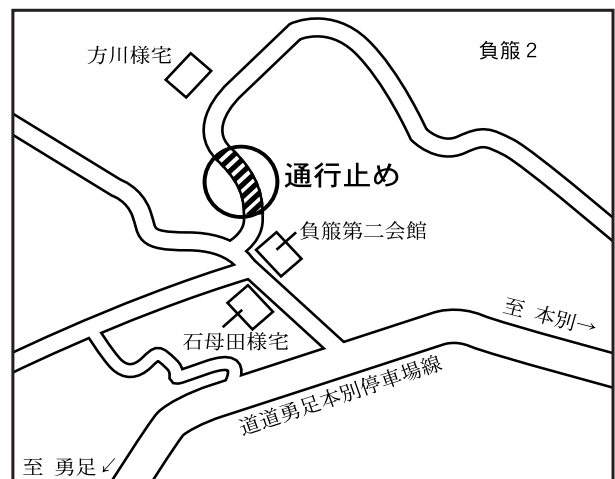 負箙２
方川様宅
通行止め
負箙第二会館
至 本別→
石母田様宅
道道勇足本別停車場線
至 勇足↙